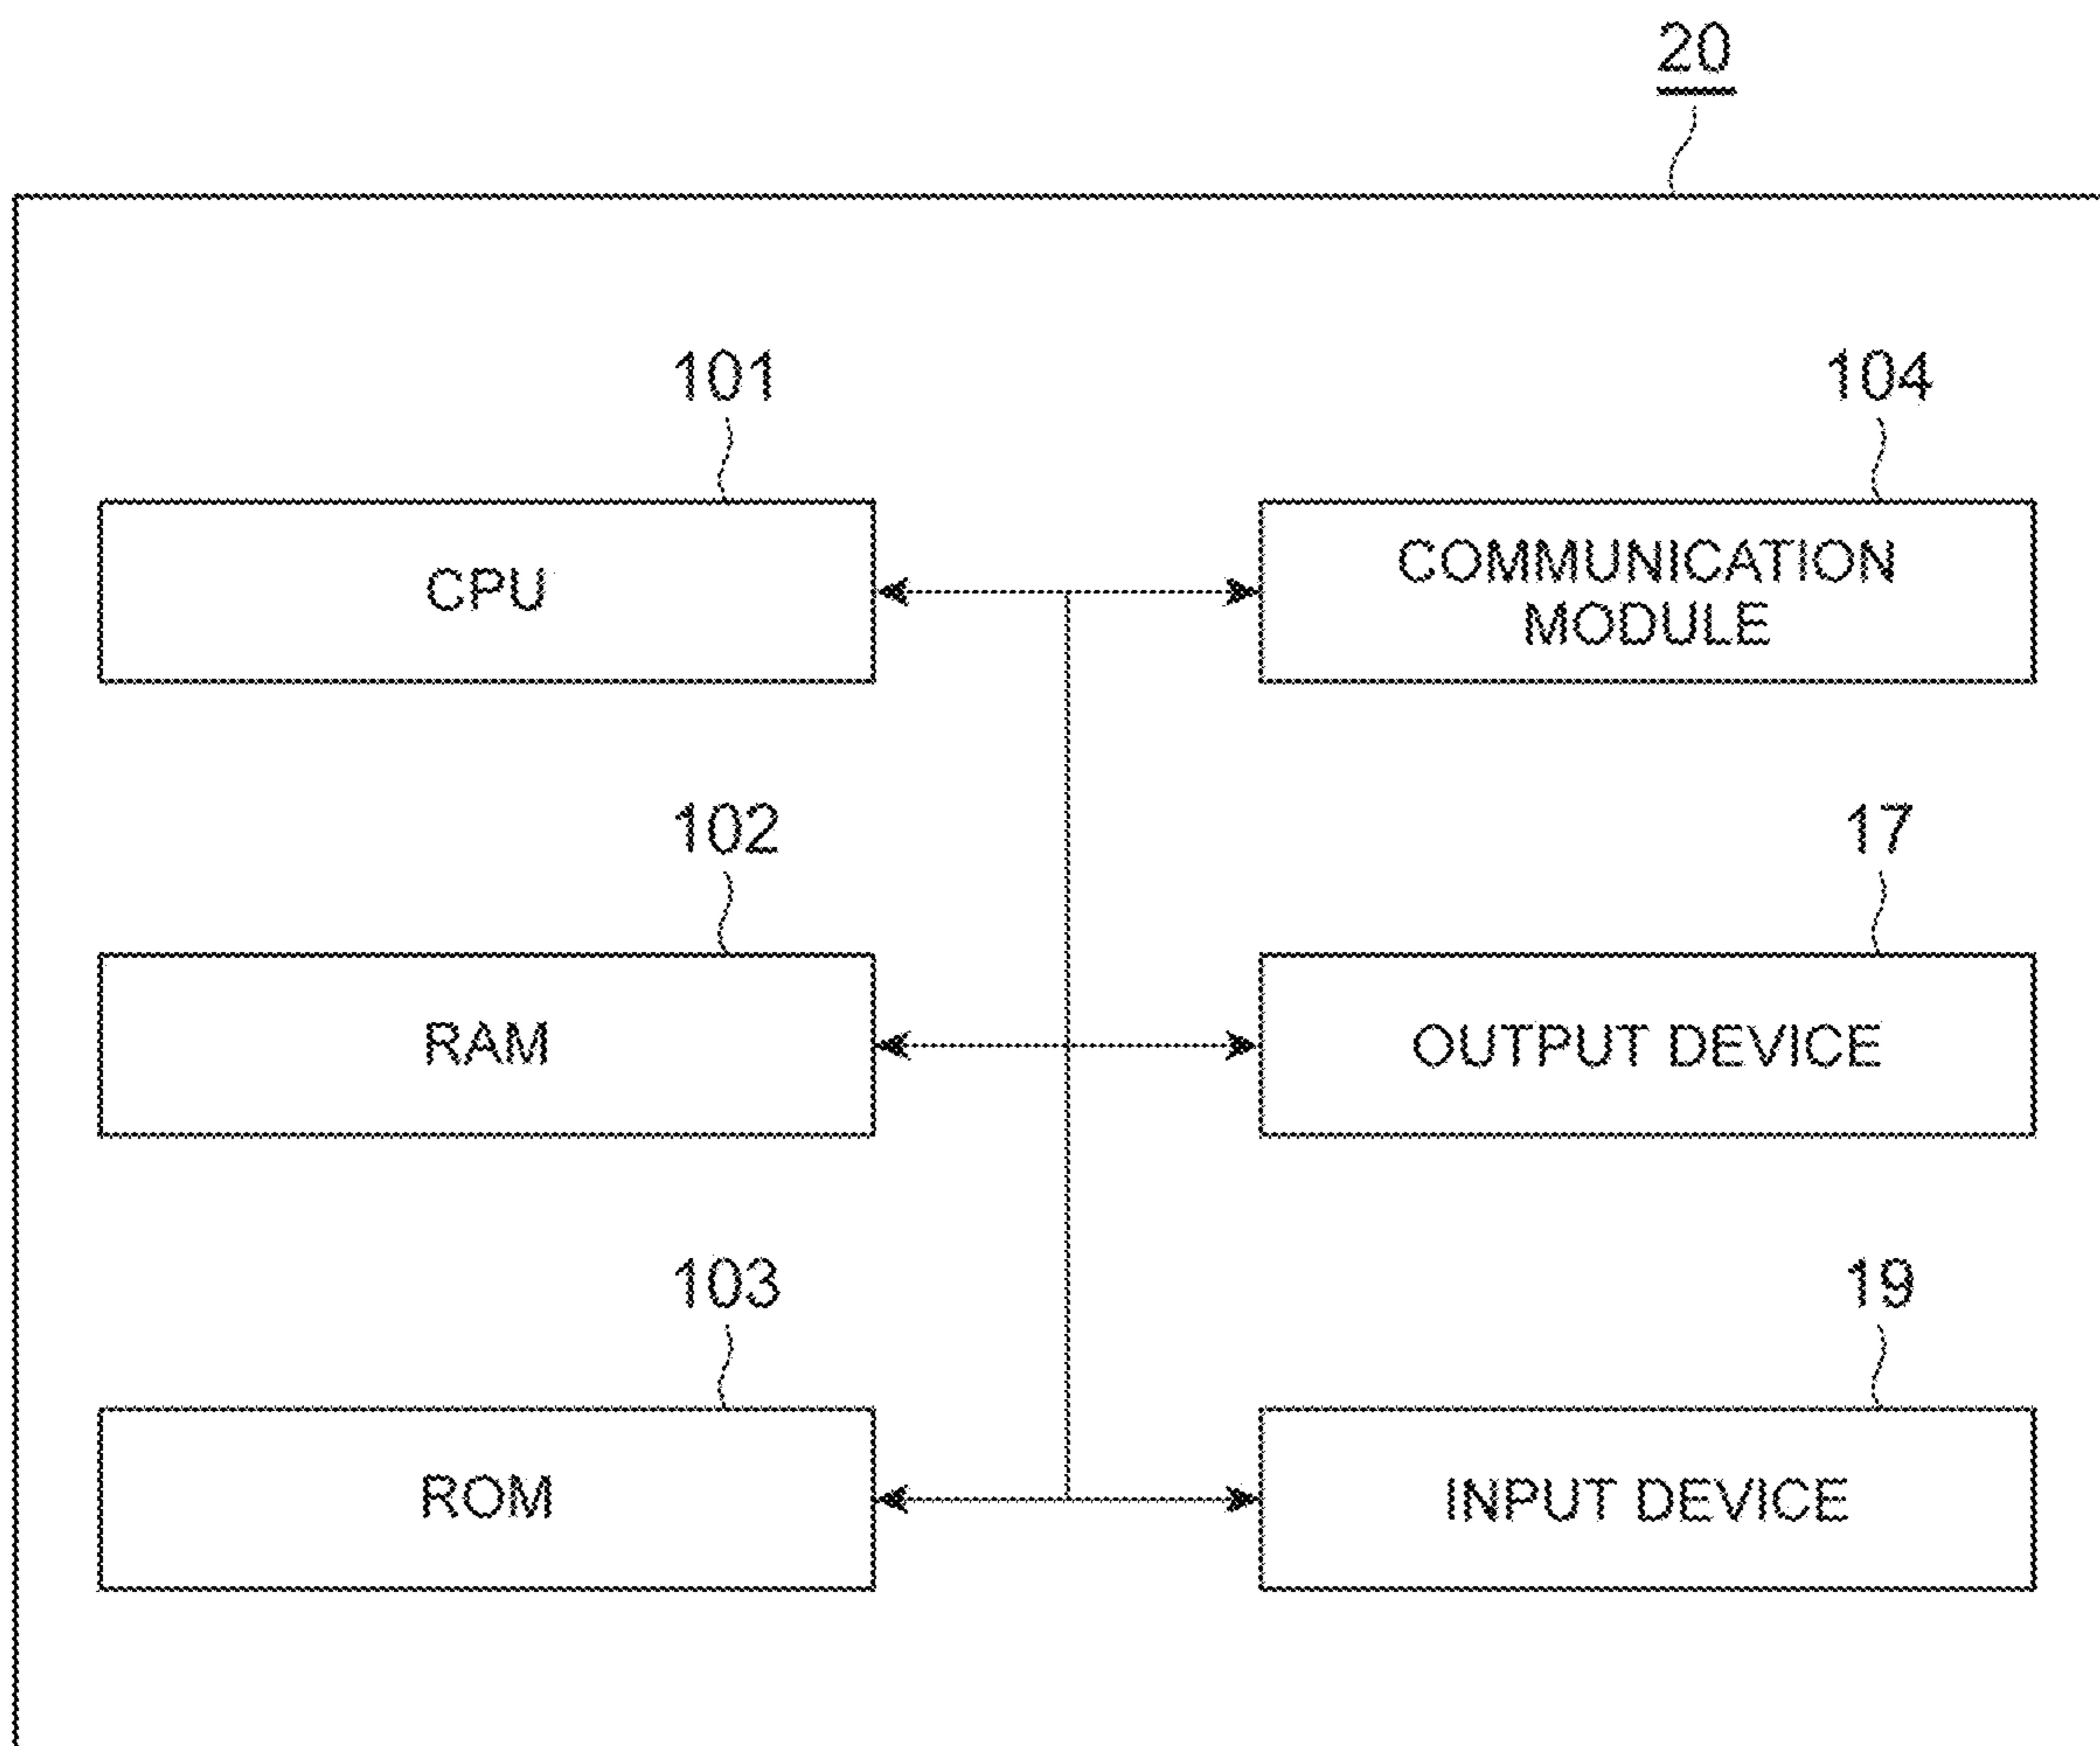 20
101
104
CPU
COMMUNICATION
MODULE
102
17
RAM
OUTPUT DEVICE
103
19
ROM
INPUT DEVICE